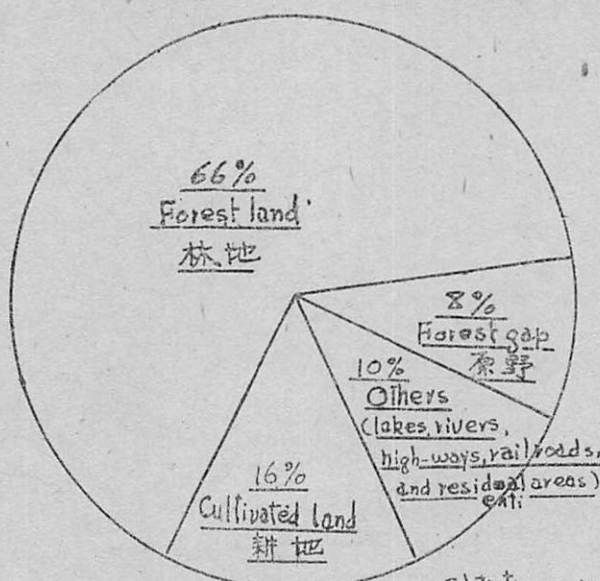 66%
Forest land
林地
8%
Forest gap
原野
10%
Others
(lakes, rivers,
high-ways, railroads,
and residual areas)
enti
16%
Cultivated land
耕地